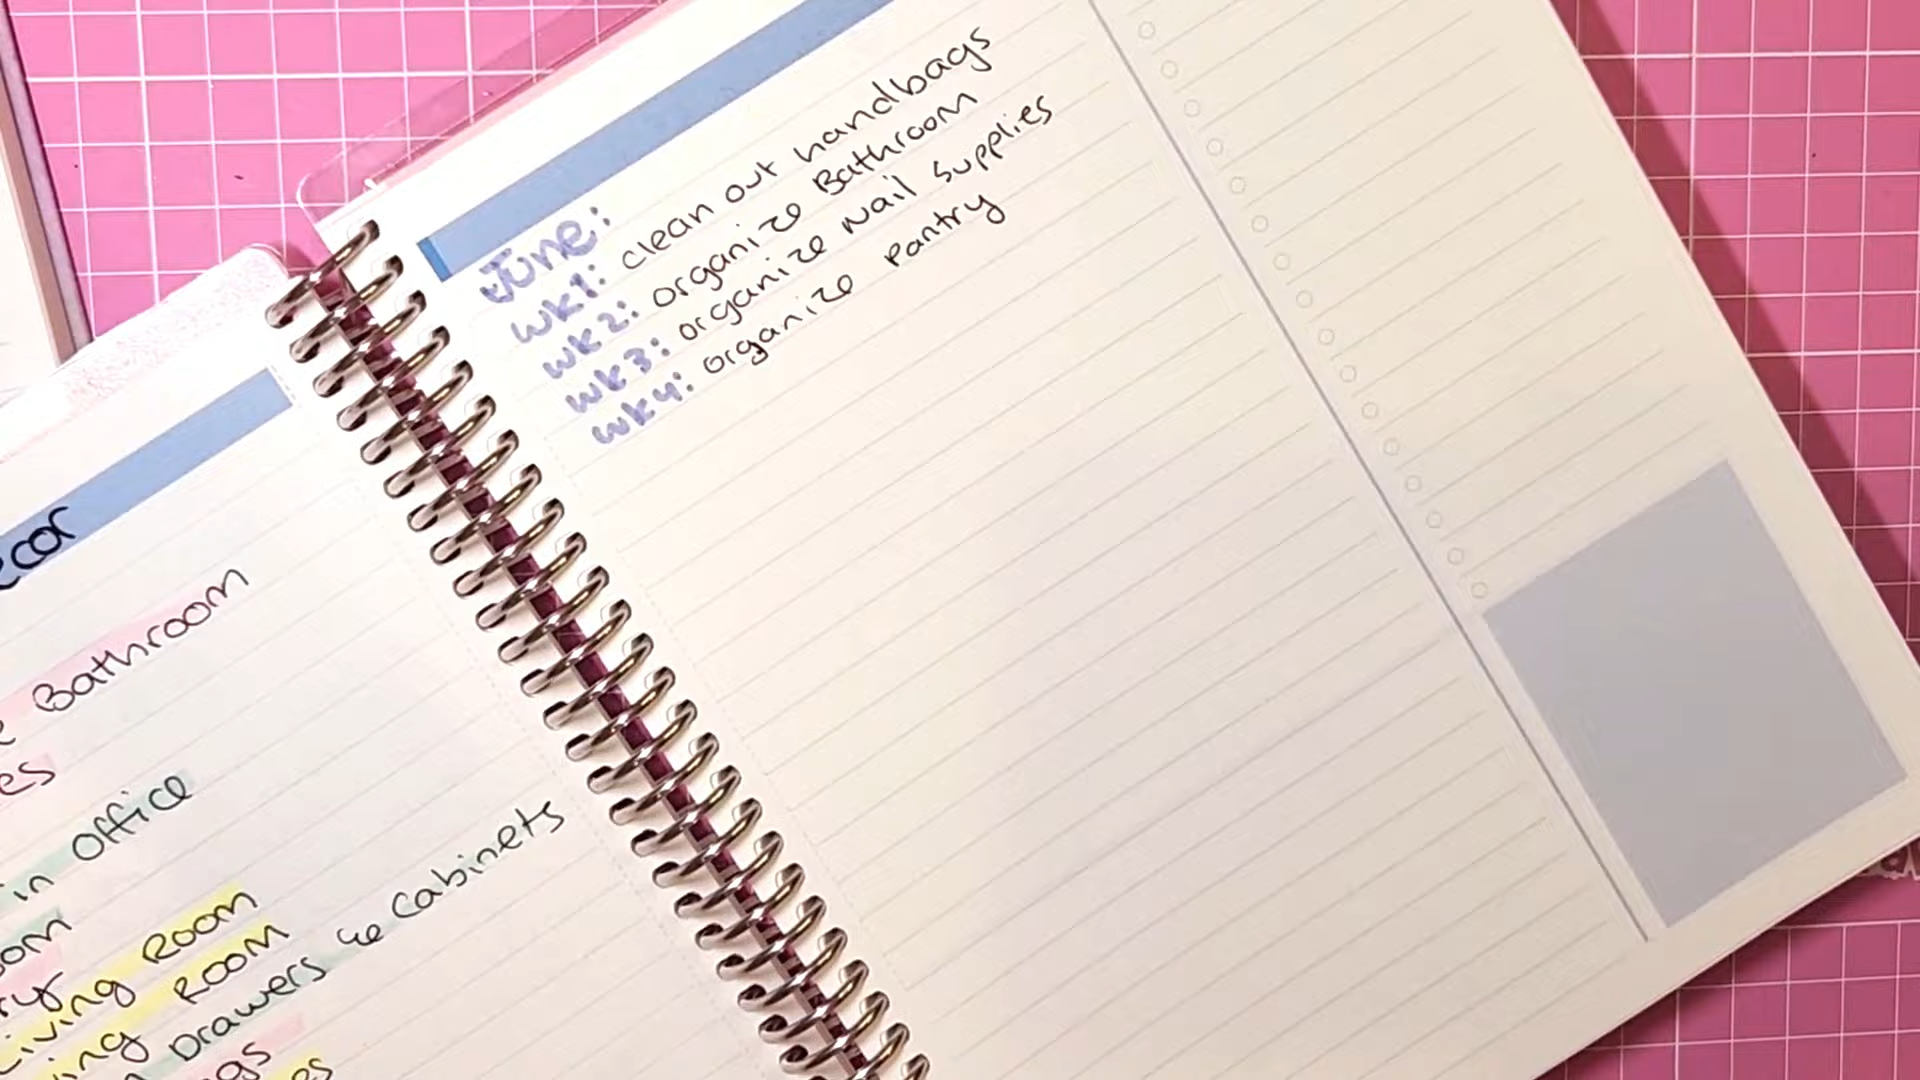 Bathroom
in Office
Living Room
Room
Drawers & Cabinets
June:
wk1: clean out handbags
wk2: organize Bathroom
wk3: organize Nail Supplies
wk4: organize pantry